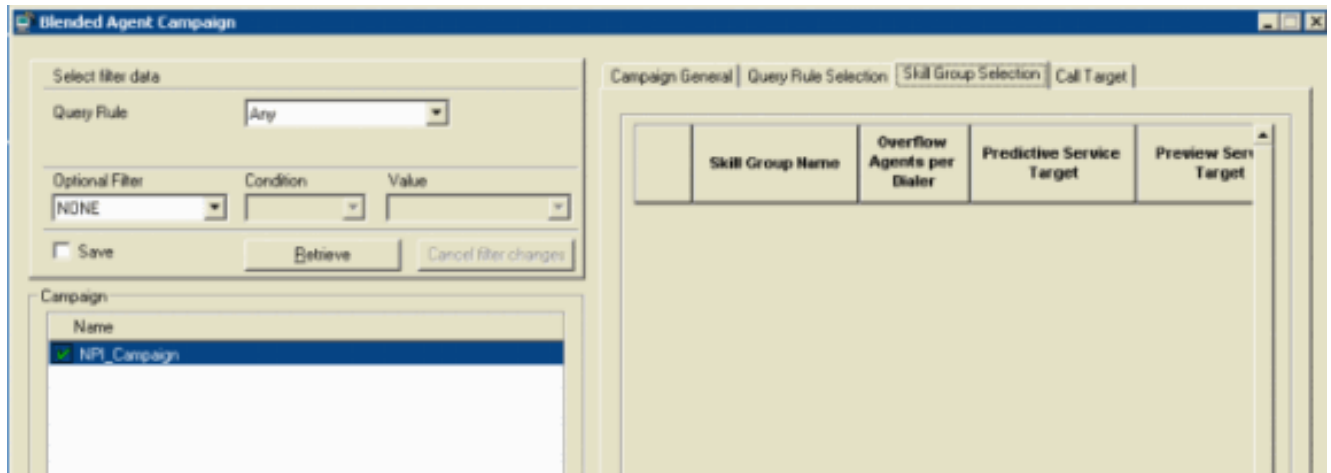 Blended Agent Campaign
Select filter data
Query Rule
Any
Optional Filter
Condition
Value
NONE
Save
Retrieve
Cancel filter changes
Campaign
Name
NPI_Campaign
Campaign General
Query Rule Selection
Skill Group Selection
Call Target
Skill Group Name
Overflow
Agents per
Dialer
Predictive Service
Target
Preview Serv
Target